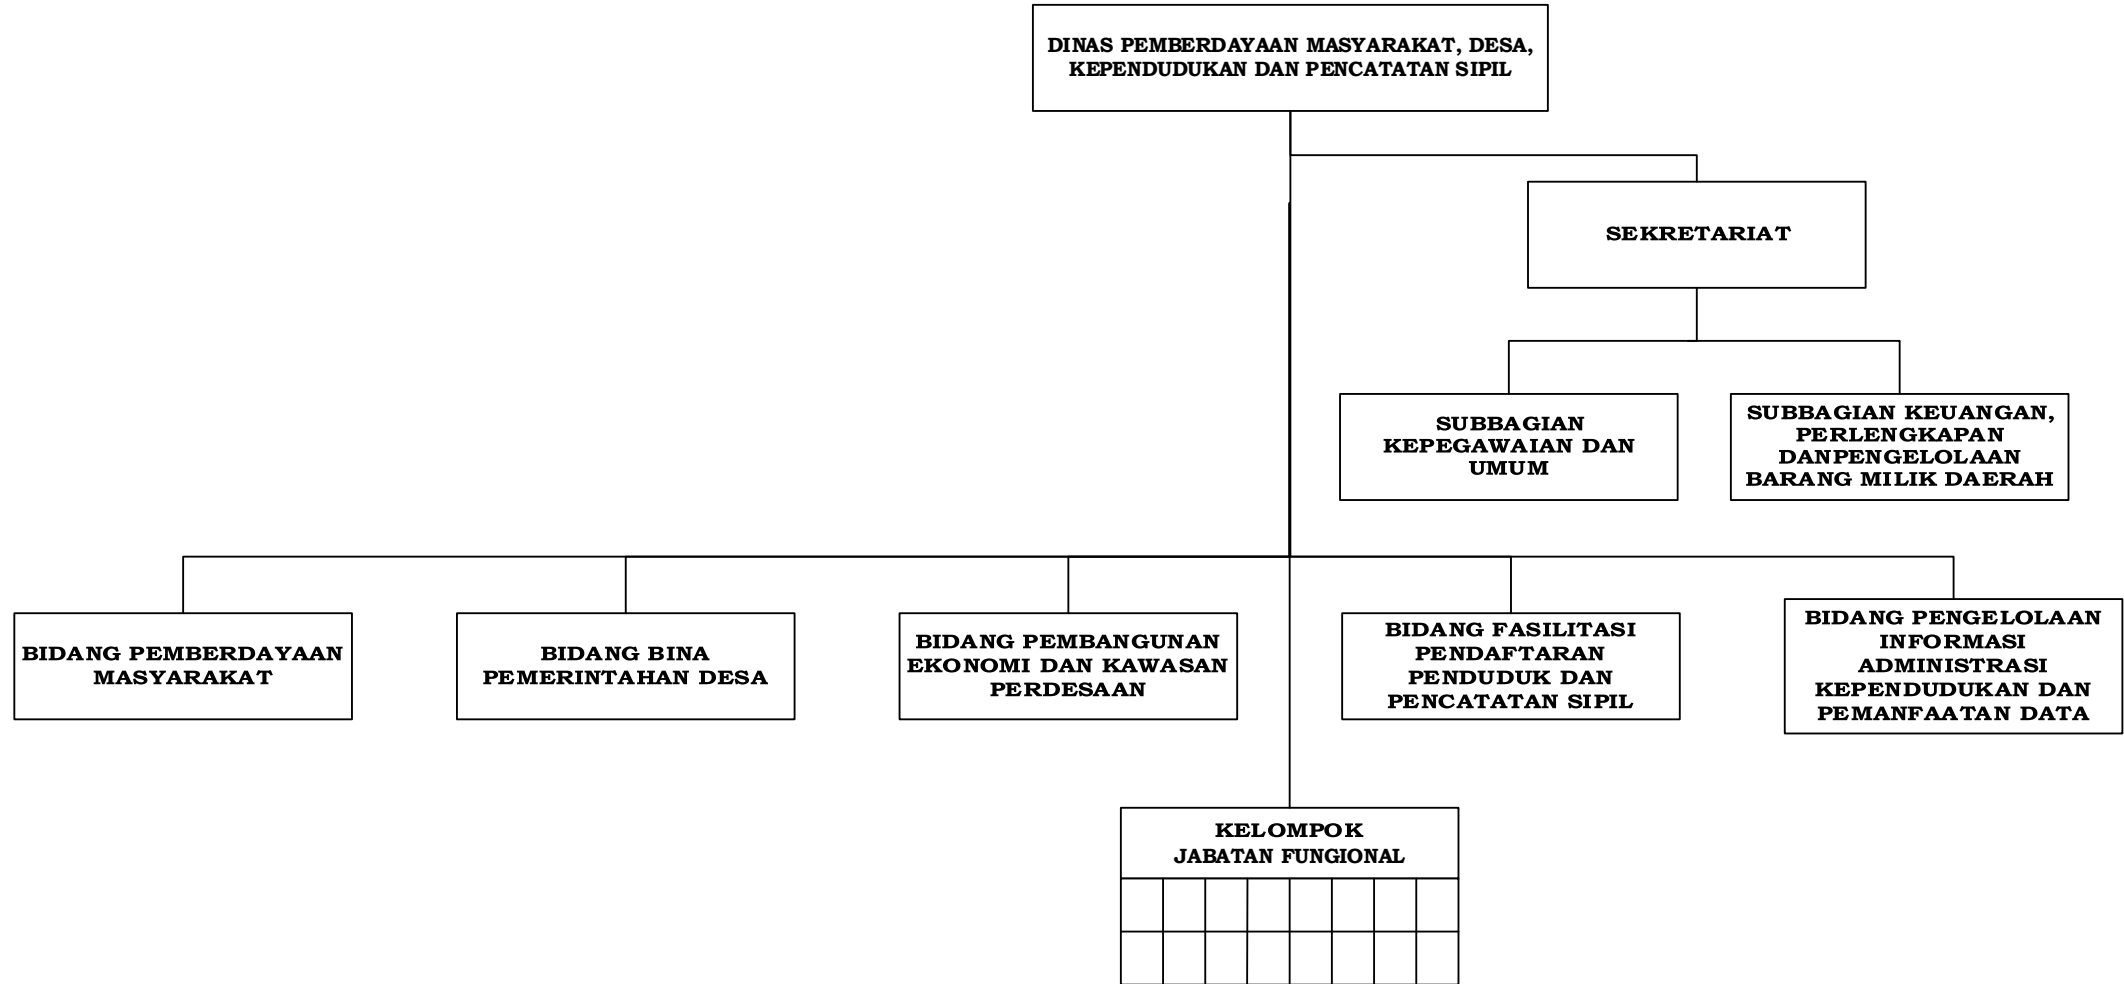 DINAS PEMBERDAYAAN MASYARAKAT, DESA,
KEPENDUDUKAN DAN PENCATATAN SIPIL
SEKRETARIAT
SUBBAGIAN
KEPEGAWAIAN DAN
UMUM
SUBBAGIAN KEUANGAN,
PERLENGKAPAN
DANPENGELOLAAN
BARANG MILIK DAERAH
BIDANG PEMBERDAYAAN
MASYARAKAT
BIDANG BINA
PEMERINTAHAN DESA
BIDANG PEMBANGUNAN
EKONOMI DAN KAWASAN
PERDESAAN
BIDANG FASILITASI
PENDAFTARAN
PENDUDUK DAN
PENCATATAN SIPIL
BIDANG PENGELOLAAN
INFORMASI
ADMINISTRASI
KEPENDUDUKAN DAN
PEMANFAATAN DATA
KELOMPOK
JABATAN FUNGIONAL